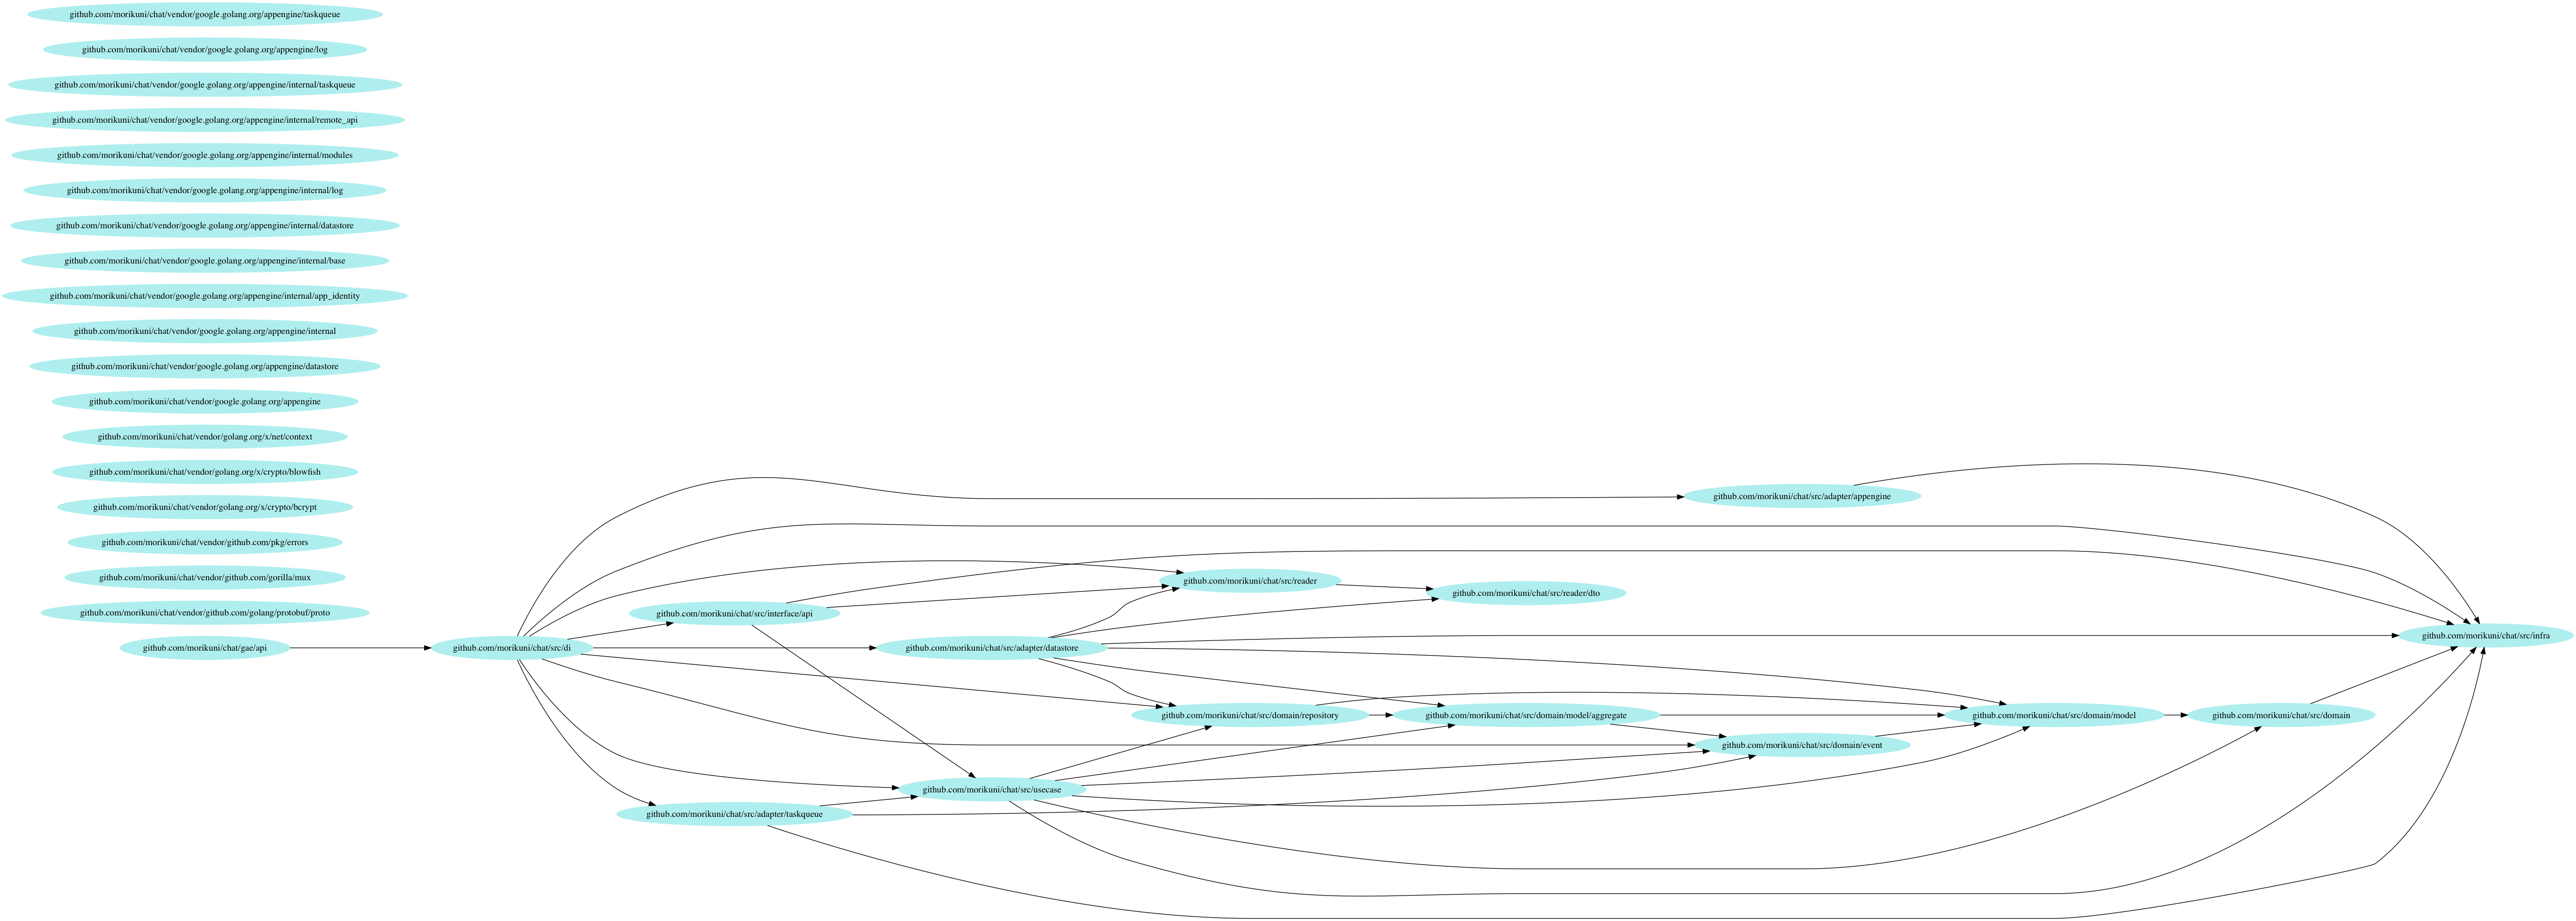 github.com/morikuni/chat/vendor/google.golang.org/appengine/taskqueue
github.com/morikuni/chat/vendor/google.golang.org/appengine/log
github.com/morikuni/chat/vendor/google.golang.org/appengine/internal/taskqueue
github.com/morikuni/chat/vendor/google.golang.org/appengine/internal/remote_api
github.com/morikuni/chat/vendor/google.golang.org/appengine/internal/modules
github.com/morikuni/chat/vendor/google.golang.org/appengine/internal/log
github.com/morikuni/chat/vendor/google.golang.org/appengine/internal/datastore
github.com/morikuni/chat/vendor/google.golang.org/appengine/internal/base
github.com/morikuni/chat/vendor/google.golang.org/appengine/internal/app_identity
github.com/morikuni/chat/vendor/google.golang.org/appengine/internal
github.com/morikuni/chat/vendor/google.golang.org/appengine/datastore
github.com/morikuni/chat/vendor/google.golang.org/appengine
github.com/morikuni/chat/vendor/golang.org/x/net/context
github.com/morikuni/chat/vendor/golang.org/x/crypto/blowfish
github.com/morikuni/chat/vendor/golang.org/x/crypto/bcrypt
github.com/morikuni/chat/vendor/github.com/pkg/errors
github.com/morikuni/chat/vendor/github.com/gorilla/mux
github.com/morikuni/chat/vendor/github.com/golang/protobuf/proto
github.com/morikuni/chat/gae/api
github.com/morikuni/chat/src/di
github.com/morikuni/chat/src/interface/api
github.com/morikuni/chat/src/adapter/taskqueue
github.com/morikuni/chat/src/adapter/datastore
github.com/morikuni/chat/src/usecase
github.com/morikuni/chat/src/reader
github.com/morikuni/chat/src/domain/repository
github.com/morikuni/chat/src/reader/dto
github.com/morikuni/chat/src/domain/model/aggregate
github.com/morikuni/chat/src/adapter/appengine
github.com/morikuni/chat/src/domain/event
github.com/morikuni/chat/src/domain/model
github.com/morikuni/chat/src/domain
github.com/morikuni/chat/src/infra